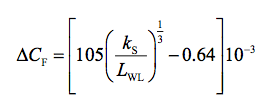 ΔC_F = [105(k_S / L_WL)^(1/3) − 0.64]10^−3